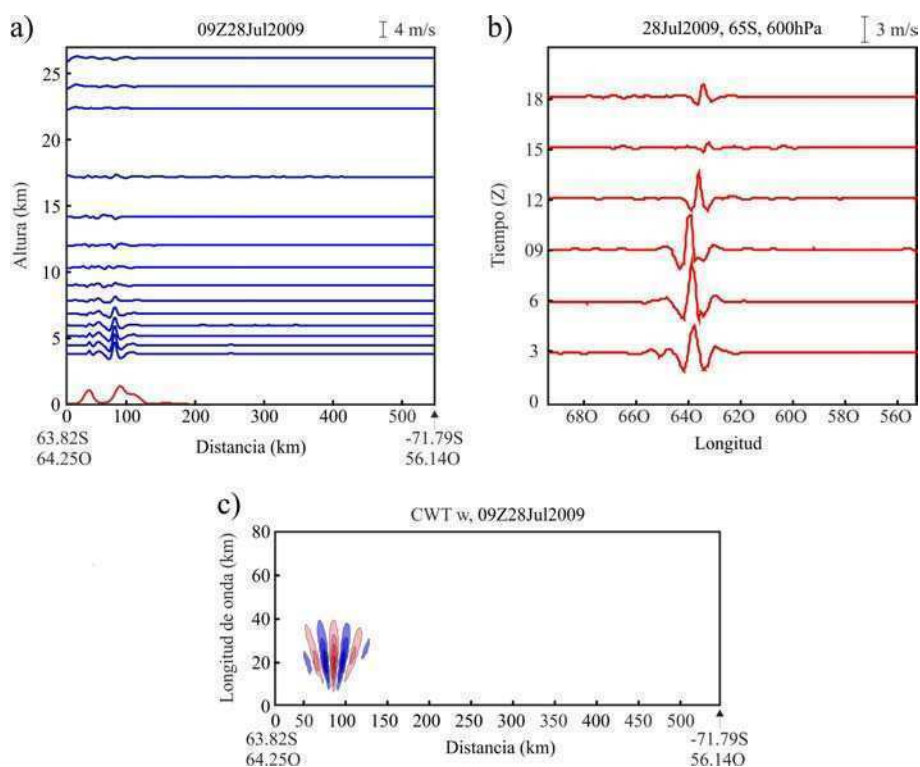 a)
09Z28Jul2009
4 m/s
25
20
15
10
5
0
Altura (km)
0 100 200 300 400 500
63.82S
64.25O
Distancia (km)
-71.79S
56.14O
b)
28Jul2009, 65S, 600hPa
3 m/s
18
15
12
09
6
3
0
Tiempo (Z)
68O 66O 64O 62O 60O 58O 56O
Longitud
c)
CWT w, 09Z28Jul2009
80
60
40
20
0
Longitud de onda (km)
0 50 100 150 200 250 300 350 400 450 500
63.82S
64.25O
Distancia (km)
-71.79S
56.14O